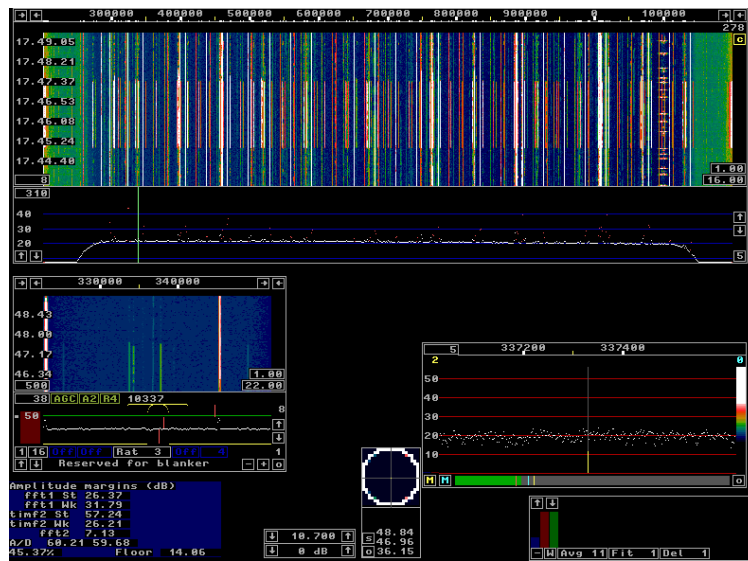 300000 400000 500000 600000 700000 800000 900000 0 100000
278
17.49.05 c
17.48.21
17.47.37
17.46.53
17.46.08
17.45.24
17.44.40
1.00
8 16.00
310
40
30
20
5
330000 340000
48.43
48.00
47.17
46.34 1.00
500 22.00
38 AGC A2 R4 10337
8
50
1 16 Off Off Rat 3 Off 4 1
Reserved for blanker - + o
5 337200 337400
2 0
50
40
30
20
10
M M o
Amplitude margins (dB)
fft1 St 26.37
fft1 Wk 31.79
timf2 St 57.24
timf2 Wk 26.21
fft2 7.13
A/D 60.21 59.68
45.37% Floor 14.06
10.700
0 dB
48.84
s 46.96
o 36.15
- W Avg 11 Fit 1 Del 1